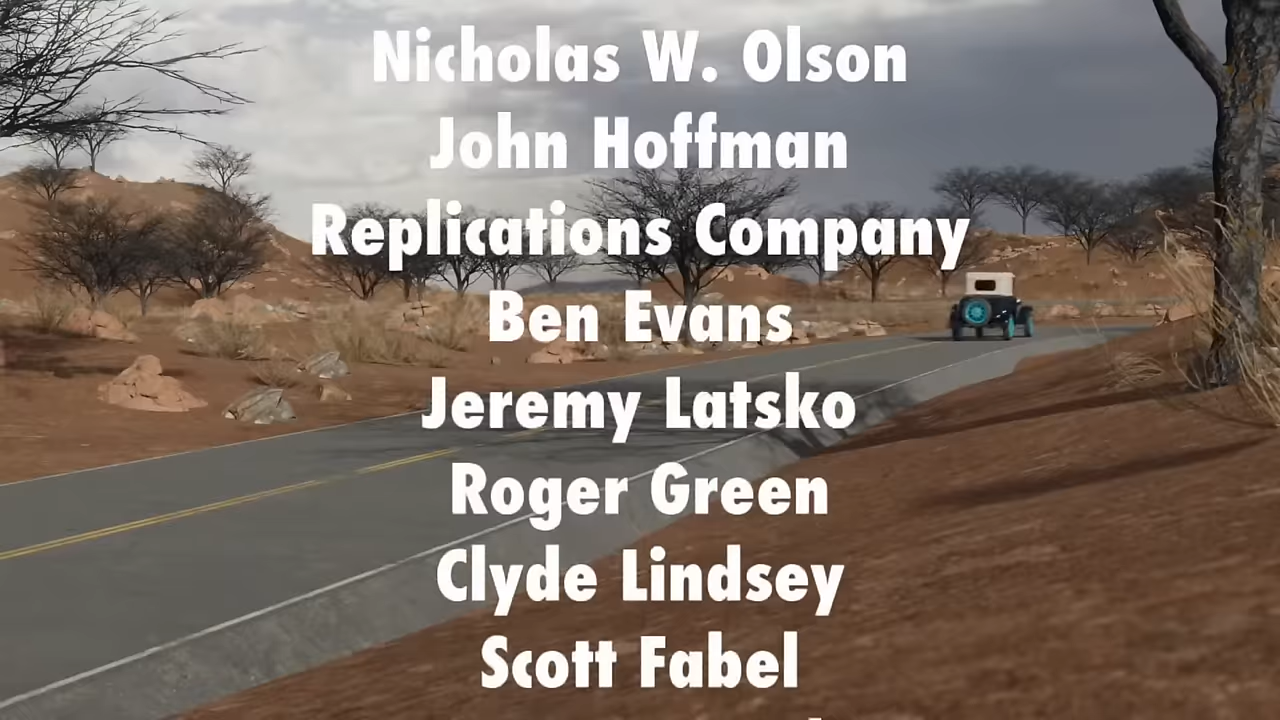 Nicholas W. Olson
John Hoffman
Replications Company
Ben Evans
Jeremy Latsko
Roger Green
Clyde Lindsey
Scott Fabel